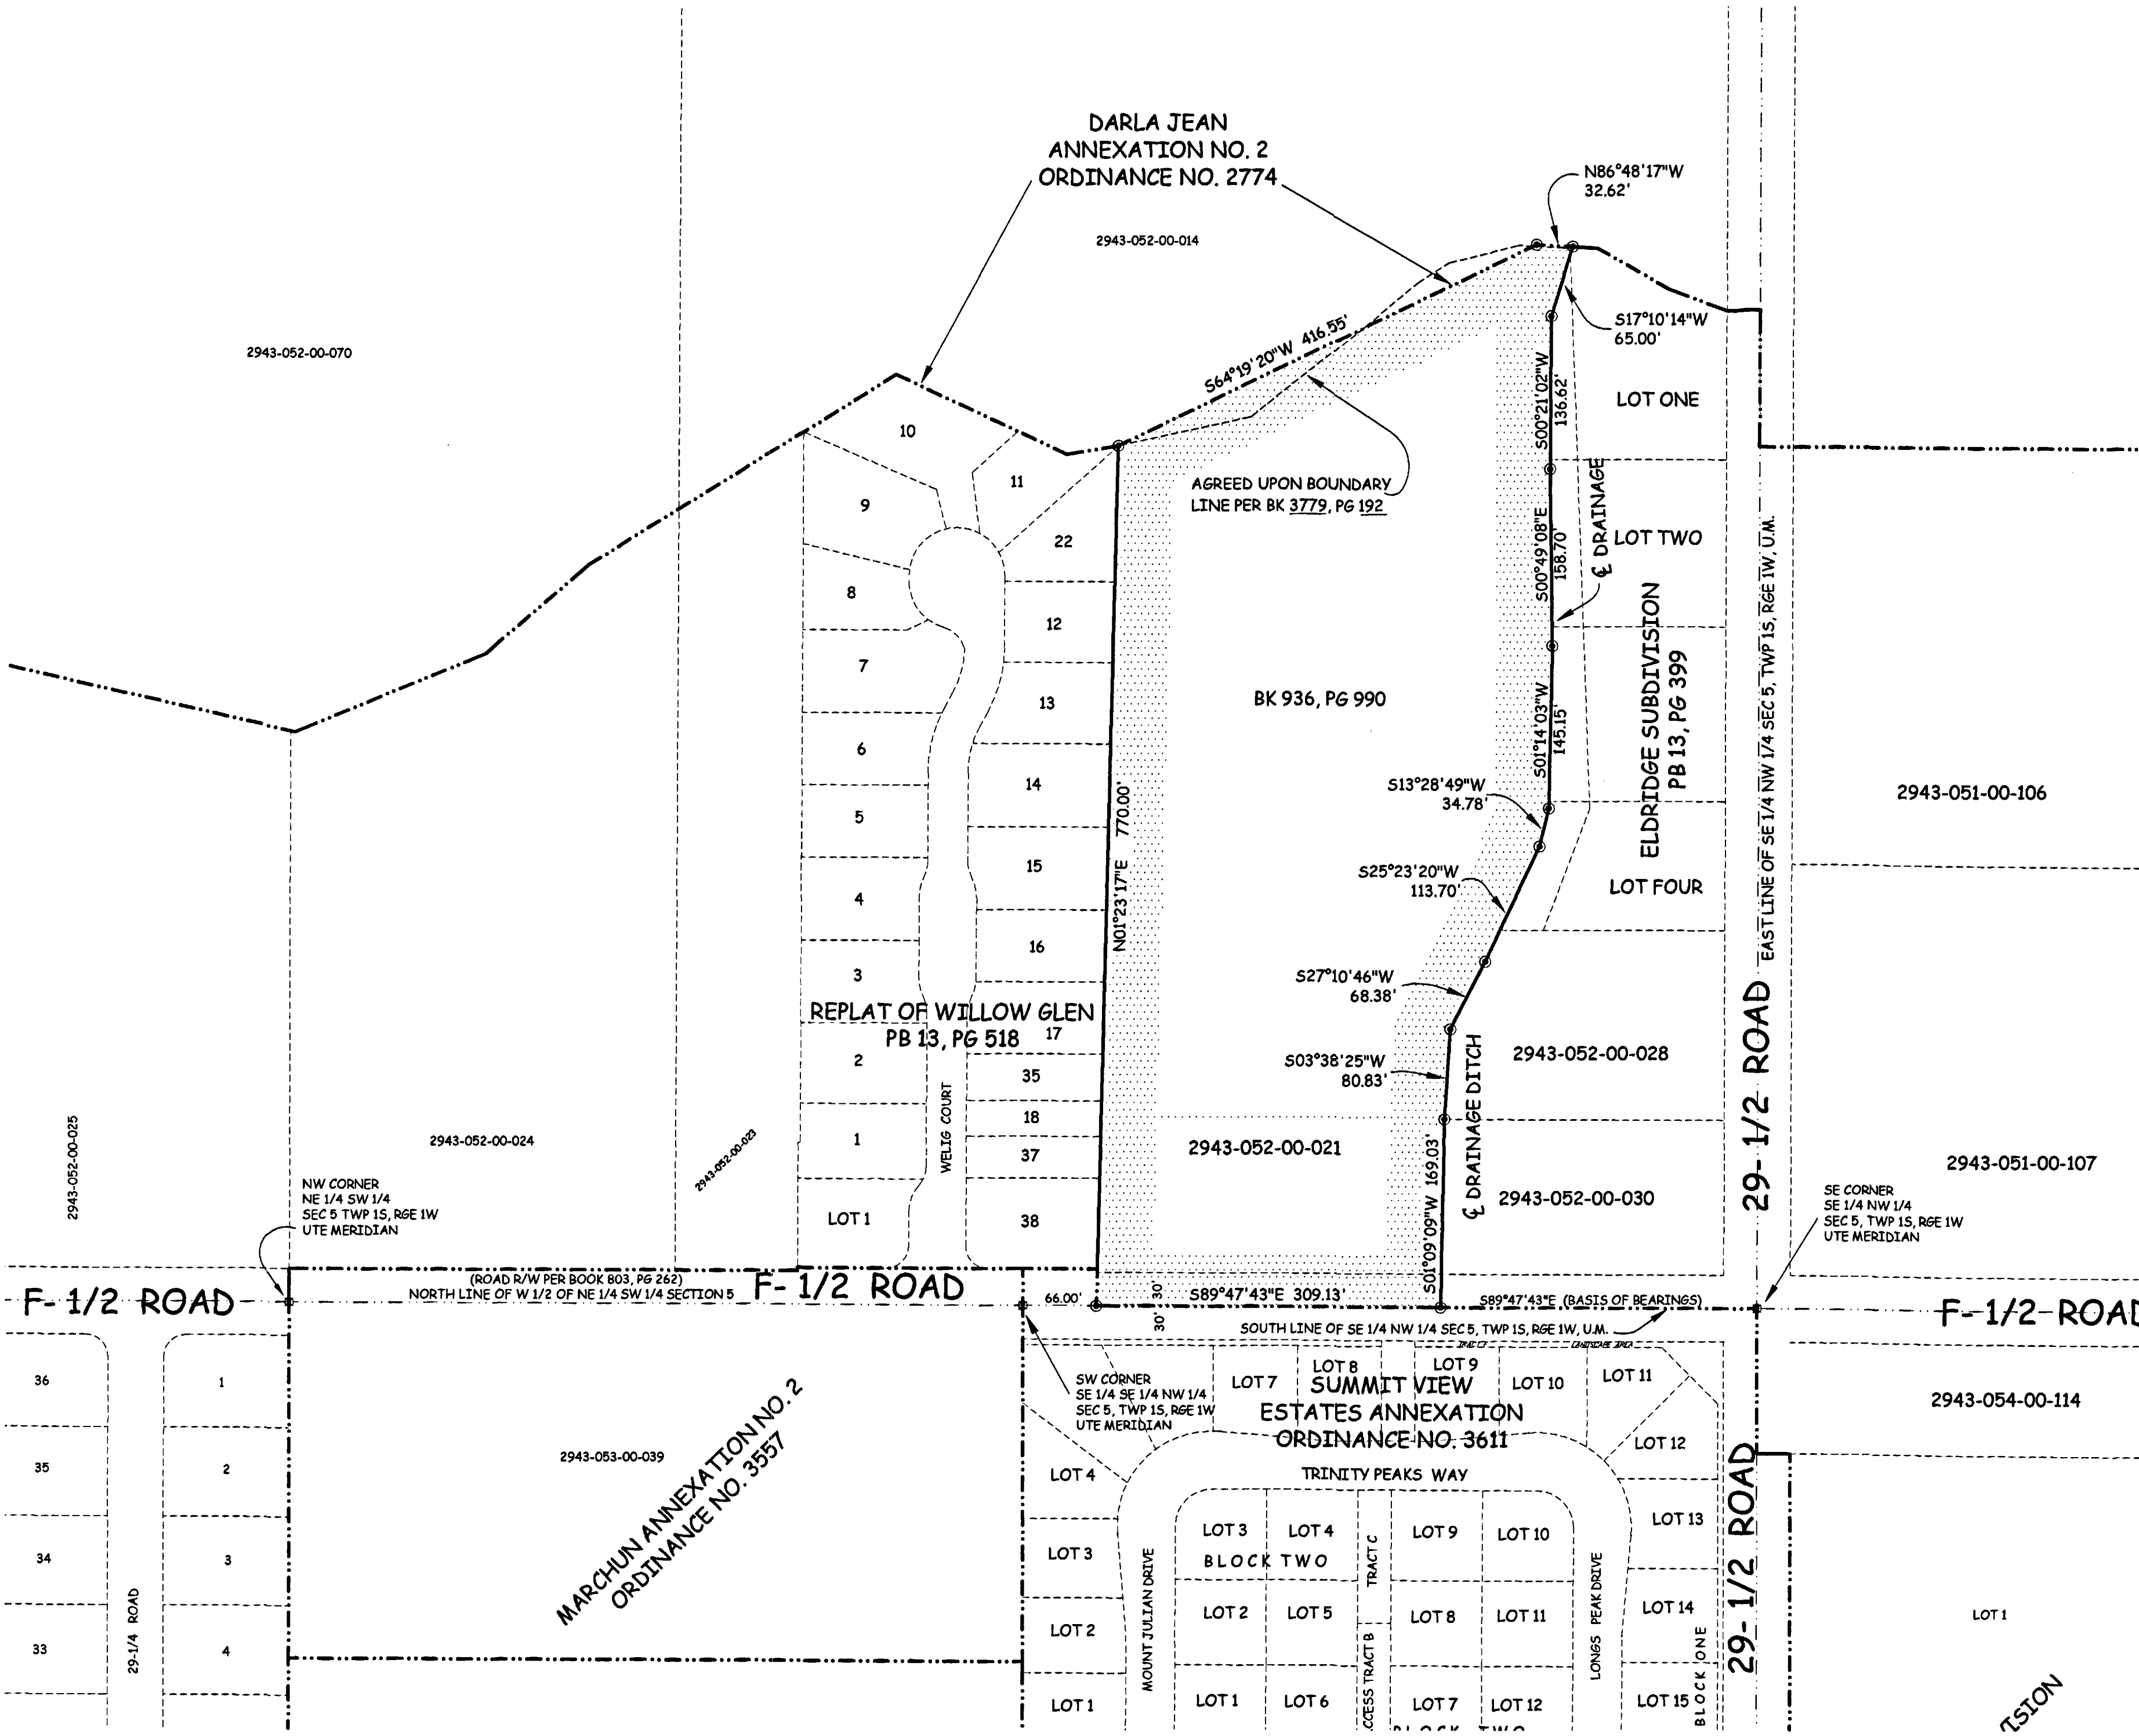 DARLA JEAN
ANNEXATION NO. 2
ORDINANCE NO. 2774
N86°48'17"W
32.62'
2943-052-00-014
2943-052-00-070
S17°10'14"W
65.00'
S64°19'20"W 416.55'
S00°21'02"W
136.62'
LOT ONE
10
11
9
AGREED UPON BOUNDARY
LINE PER BK 3779, PG 192
22
S00°49'08"E
158.70'
℄ DRAINAGE
LOT TWO
8
12
7
13
BK 936, PG 990
ELDRIDGE SUBDIVISION
PB 13, PG 399
EAST LINE OF SE 1/4 NW 1/4 SEC 5, TWP 1S, RGE 1W, U.M.
S01°14'03"W
145.15'
6
14
N01°23'17"E 770.00'
S13°28'49"W
34.78'
2943-051-00-106
5
15
S25°23'20"W
113.70'
LOT FOUR
4
16
3
S27°10'46"W
68.38'
REPLAT OF WILLOW GLEN
PB 13, PG 518
17
2
35
S03°38'25"W
80.83'
℄ DRAINAGE DITCH
2943-052-00-028
29- 1/2 ROAD
WELIG COURT
18
1
37
2943-052-00-025
2943-052-00-024
2943-052-00-023
2943-052-00-021
S01°09'09"W 169.03'
2943-052-00-030
2943-051-00-107
NW CORNER
NE 1/4 SW 1/4
SEC 5 TWP 1S, RGE 1W
UTE MERIDIAN
LOT 1
38
SE CORNER
SE 1/4 NW 1/4
SEC 5, TWP 1S, RGE 1W
UTE MERIDIAN
(ROAD R/W PER BOOK 803, PG 262)
NORTH LINE OF W 1/2 OF NE 1/4 SW 1/4 SECTION 5
F- 1/2 ROAD
F- 1/2 ROAD
66.00'
30'
30'
S89°47'43"E 309.13'
S89°47'43"E (BASIS OF BEARINGS)
F- 1/2 ROAD
SOUTH LINE OF SE 1/4 NW 1/4 SEC 5, TWP 1S, RGE 1W, U.M.
LANDSCAPE AREA
36
1
SW CORNER
SE 1/4 SE 1/4 NW 1/4
SEC 5, TWP 1S, RGE 1W
UTE MERIDIAN
LOT 7
LOT 8
LOT 9
LOT 10
LOT 11
SUMMIT VIEW
ESTATES ANNEXATION
ORDINANCE NO. 3611
2943-054-00-114
LOT 12
35
2
2943-053-00-039
MARCHUN ANNEXATION NO. 2
ORDINANCE NO. 3557
LOT 4
TRINITY PEAKS WAY
29- 1/2 ROAD
LOT 13
LOT 3
LOT 4
LOT 9
LOT 10
BLOCK TWO
TRACT C
34
3
LOT 3
MOUNT JULIAN DRIVE
LONGS PEAK DRIVE
29-1/4 ROAD
LOT 2
LOT 5
LOT 8
LOT 11
LOT 14
LOT 1
33
4
LOT 2
CCESS TRACT B
BLOCK ONE
LOT 1
LOT 1
LOT 6
LOT 7
LOT 12
LOT 15
BLOCK TWO
ISION